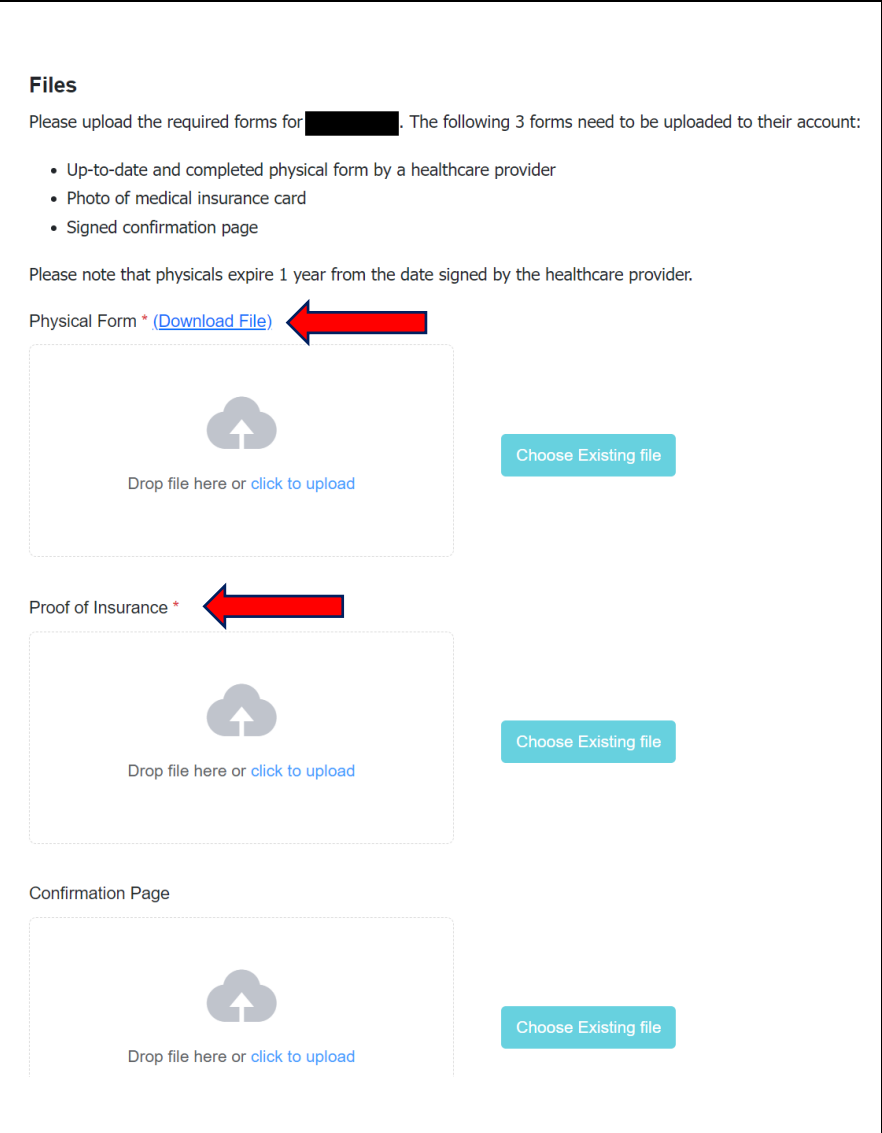 Files
Please upload the required forms for . The following 3 forms need to be uploaded to their account:
• Up-to-date and completed physical form by a healthcare provider
• Photo of medical insurance card
• Signed confirmation page
Please note that physicals expire 1 year from the date signed by the healthcare provider.
Physical Form * (Download File)
Drop file here or click to upload
Choose Existing file
Proof of Insurance *
Drop file here or click to upload
Choose Existing file
Confirmation Page
Drop file here or click to upload
Choose Existing file